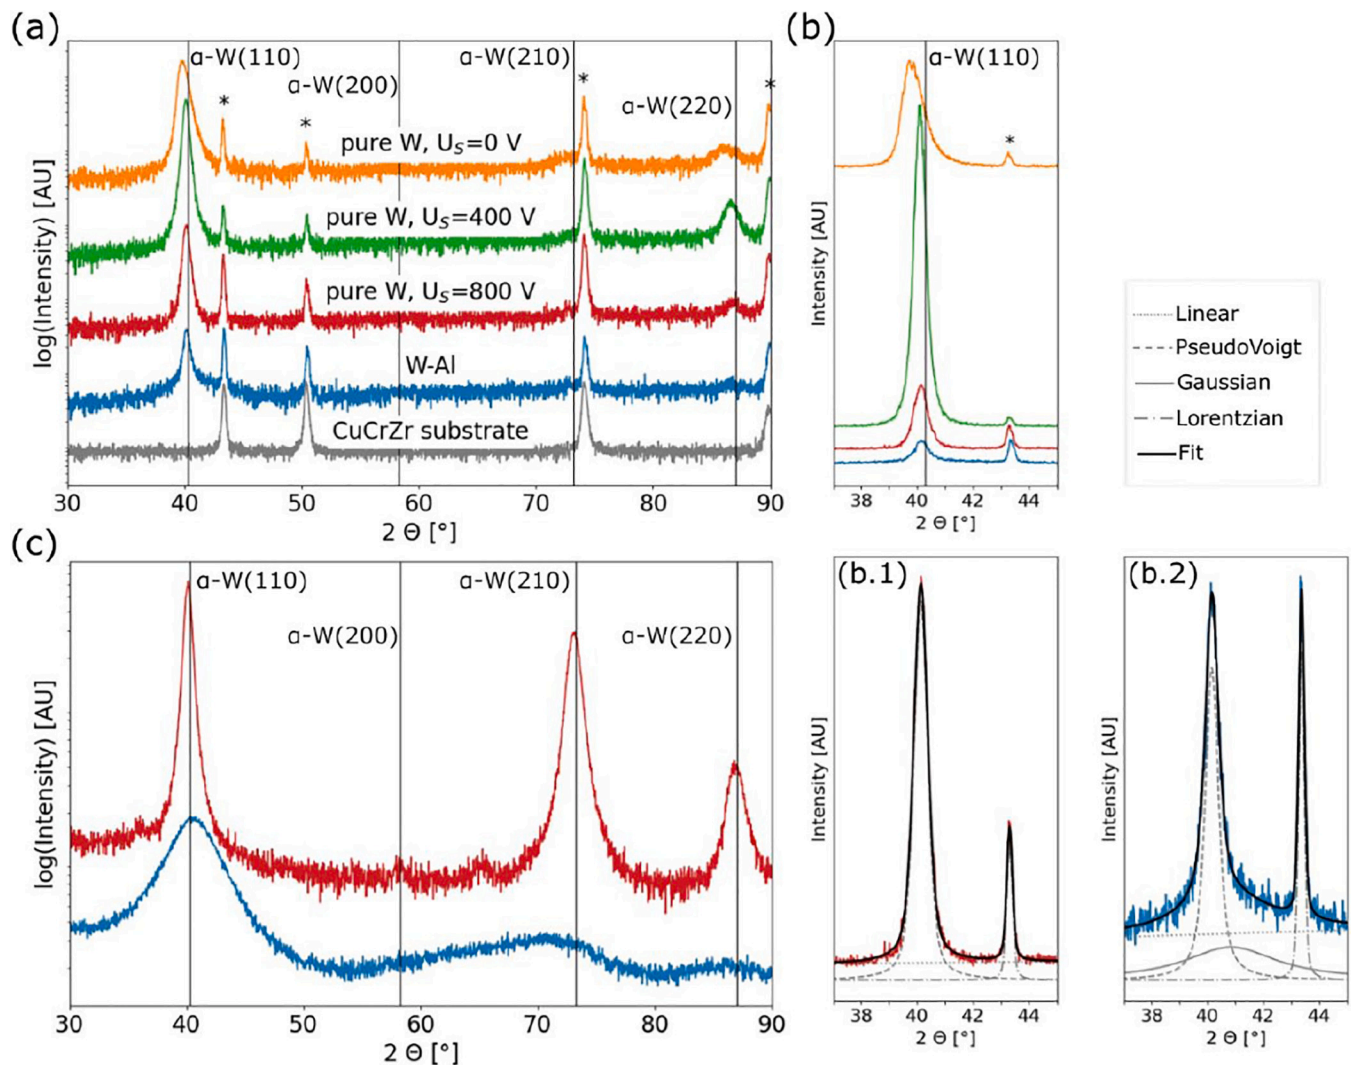 (a)
α-W(110)
α-W(200)
α-W(210)
α-W(220)
*
*
*
*
pure W, U_S=0 V
pure W, U_S=400 V
pure W, U_S=800 V
W-Al
CuCrZr substrate
log(Intensity) [AU]
30 40 50 60 70 80 90
2 Θ [°]
(b)
α-W(110)
*
Intensity [AU]
38 40 42 44
2 Θ [°]
Linear
PseudoVoigt
Gaussian
Lorentzian
Fit
(c)
α-W(110)
α-W(200)
α-W(210)
α-W(220)
log(Intensity) [AU]
30 40 50 60 70 80 90
2 Θ [°]
(b.1)
Intensity [AU]
38 40 42 44
2 Θ [°]
(b.2)
Intensity [AU]
38 40 42 44
2 Θ [°]